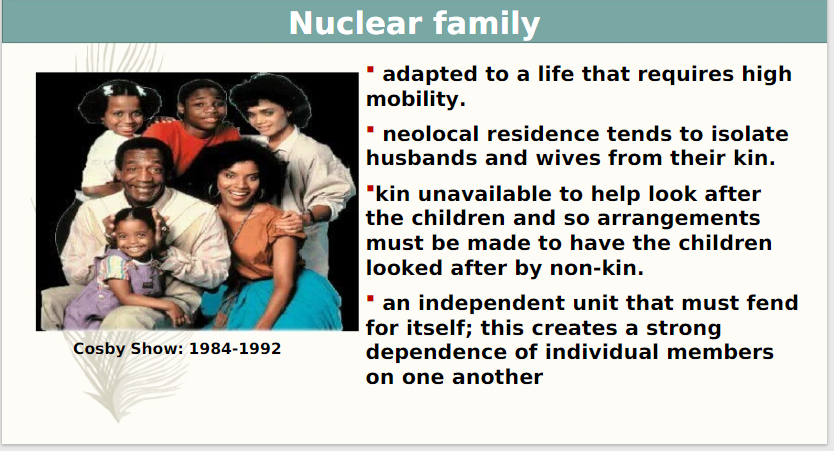 Nuclear family
▪ adapted to a life that requires high
mobility.
▪ neolocal residence tends to isolate
husbands and wives from their kin.
▪kin unavailable to help look after
the children and so arrangements
must be made to have the children
looked after by non-kin.
▪ an independent unit that must fend
for itself; this creates a strong
dependence of individual members
on one another
Cosby Show: 1984-1992